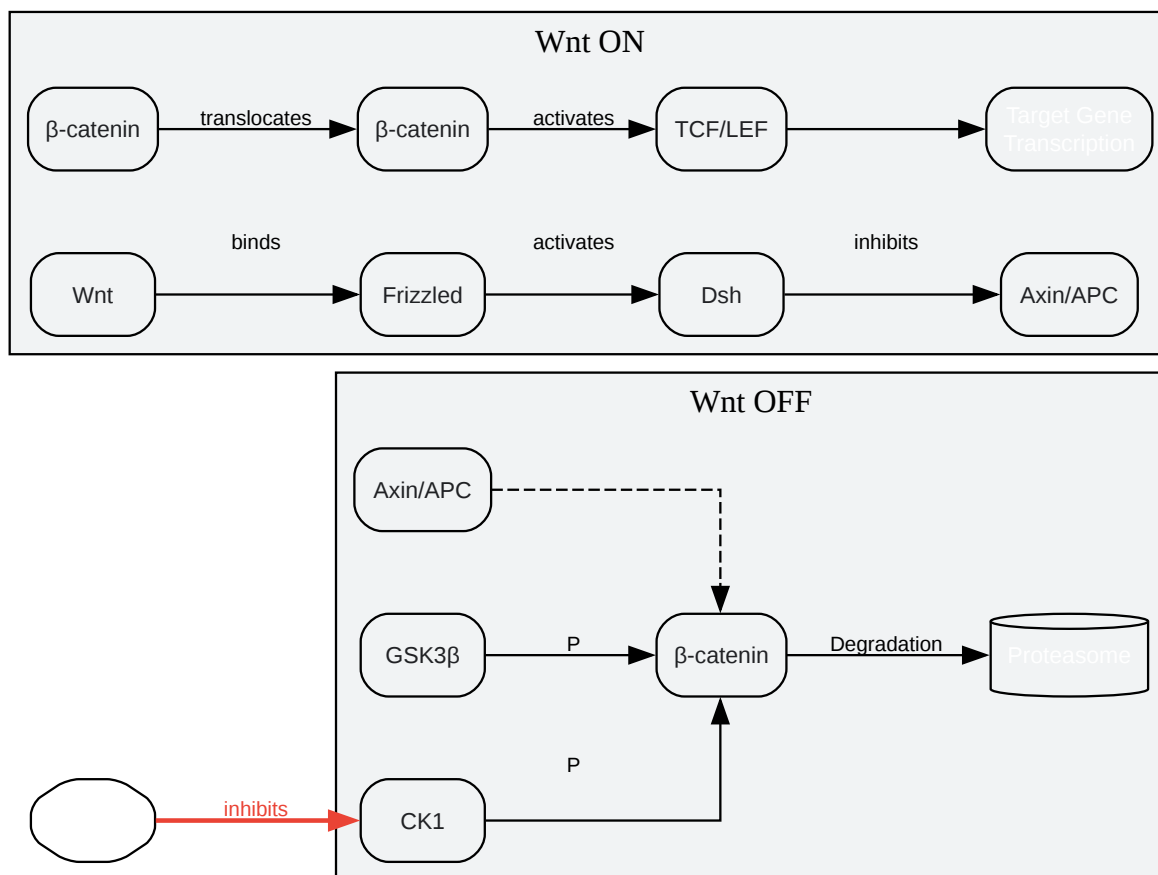 Wnt ON
β-catenin
translocates
β-catenin
activates
TCF/LEF
Target Gene
Transcription
binds
activates
inhibits
Wnt
Frizzled
Dsh
Axin/APC
Wnt OFF
Axin/APC
GSK3β
P
β-catenin
Degradation
Proteasome
P
inhibits
CK1